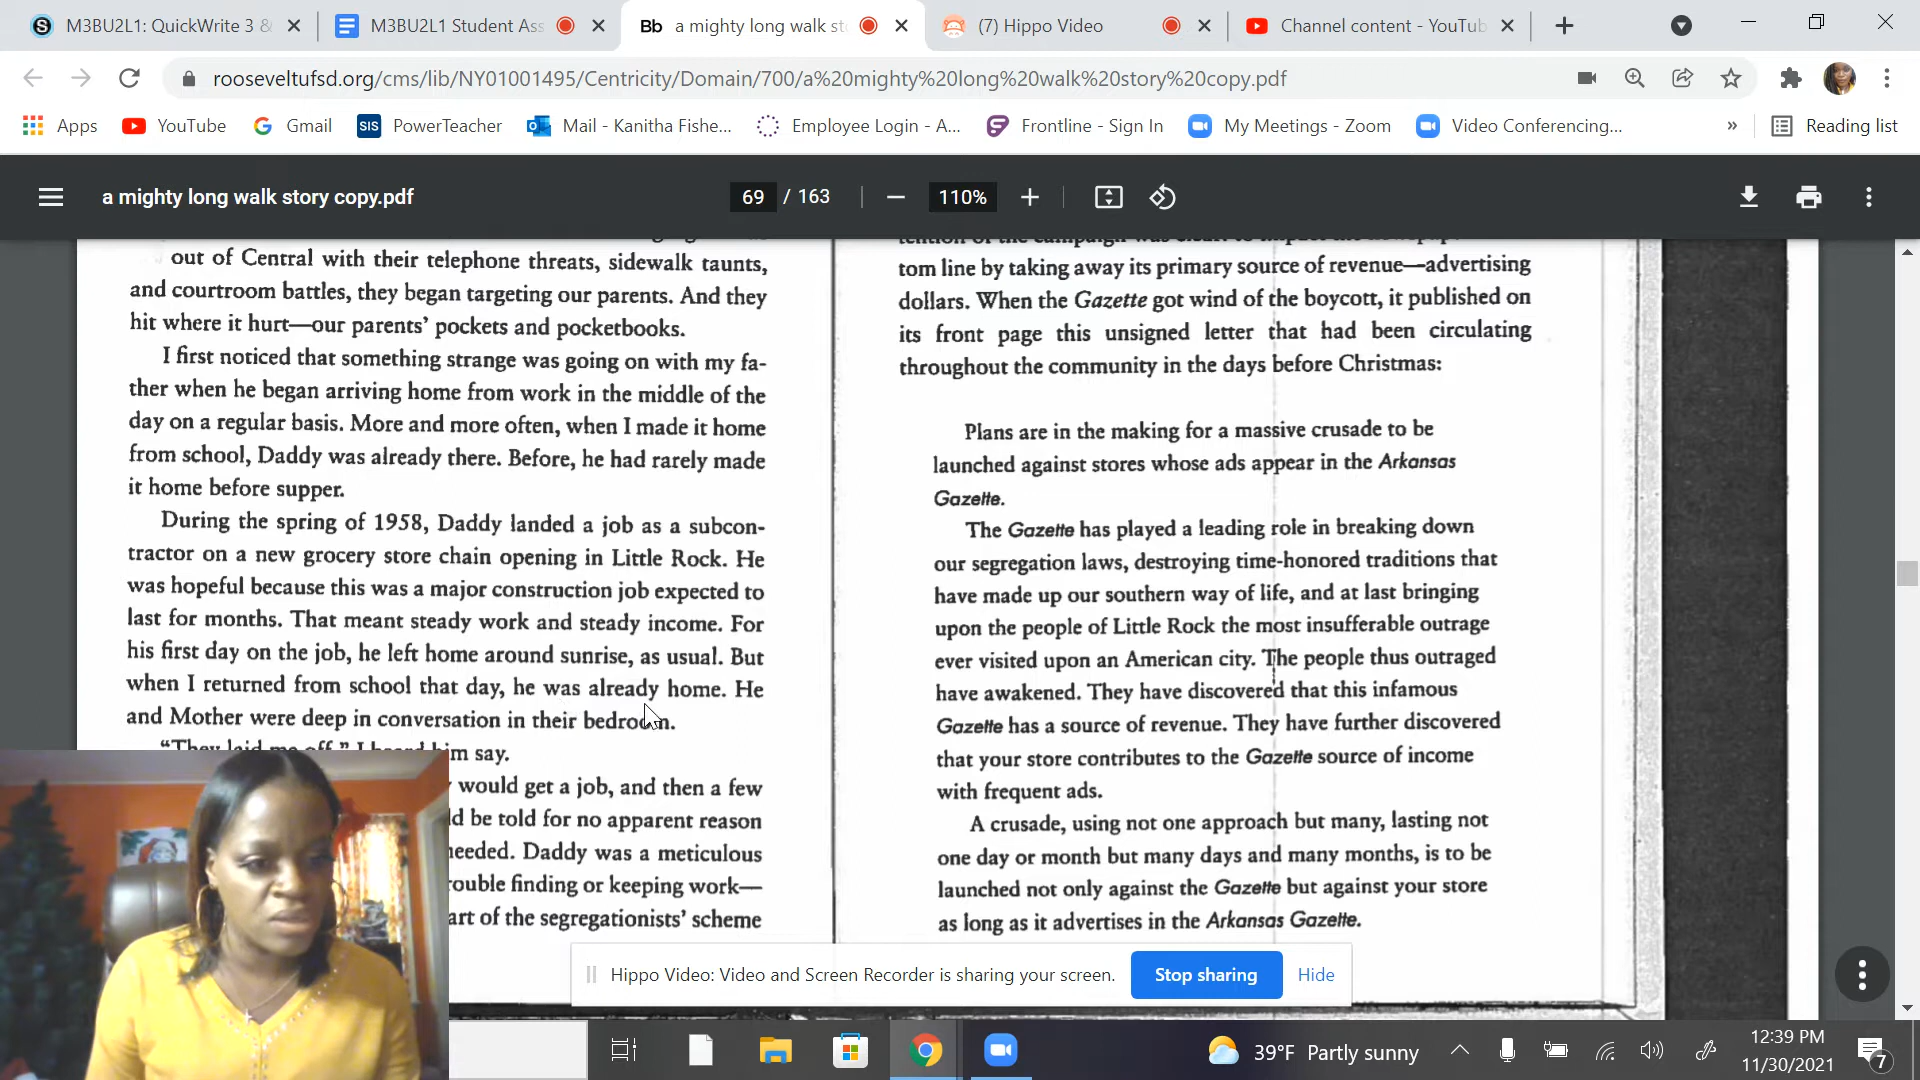 M3BU2L1: QuickWrite 3 &
M3BU2L1 Student Ass
Bb a mighty long walk sto
(7) Hippo Video
Channel content - YouTub
rooseveltufsd.org/cms/lib/NY01001495/Centricity/Domain/700/a%20mighty%20long%20walk%20story%20copy.pdf
Apps
YouTube
Gmail
SIS PowerTeacher
Mail - Kanitha Fishe...
Employee Login - A...
Frontline - Sign In
My Meetings - Zoom
Video Conferencing...
»
Reading list
a mighty long walk story copy.pdf
69 / 163
110%
out of Central with their telephone threats, sidewalk taunts,
and courtroom battles, they began targeting our parents. And they
hit where it hurt—our parents' pockets and pocketbooks.
I first noticed that something strange was going on with my fa-
ther when he began arriving home from work in the middle of the
day on a regular basis. More and more often, when I made it home
from school, Daddy was already there. Before, he had rarely made
it home before supper.
During the spring of 1958, Daddy landed a job as a subcon-
tractor on a new grocery store chain opening in Little Rock. He
was hopeful because this was a major construction job expected to
last for months. That meant steady work and steady income. For
his first day on the job, he left home around sunrise, as usual. But
when I returned from school that day, he was already home. He
and Mother were deep in conversation in their bedroom.
"They laid me off," I heard him say.
would get a job, and then a few
be told for no apparent reason
needed. Daddy was a meticulous
rouble finding or keeping work—
art of the segregationists' scheme
tom line by taking away its primary source of revenue—advertising
dollars. When the Gazette got wind of the boycott, it published on
its front page this unsigned letter that had been circulating
throughout the community in the days before Christmas:
Plans are in the making for a massive crusade to be
launched against stores whose ads appear in the Arkansas
Gazette.
The Gazette has played a leading role in breaking down
our segregation laws, destroying time-honored traditions that
have made up our southern way of life, and at last bringing
upon the people of Little Rock the most insufferable outrage
ever visited upon an American city. The people thus outraged
have awakened. They have discovered that this infamous
Gazette has a source of revenue. They have further discovered
that your store contributes to the Gazette source of income
with frequent ads.
A crusade, using not one approach but many, lasting not
one day or month but many days and many months, is to be
launched not only against the Gazette but against your store
as long as it advertises in the Arkansas Gazette.
Hippo Video: Video and Screen Recorder is sharing your screen.
Stop sharing
Hide
39°F Partly sunny
12:39 PM
11/30/2021
7